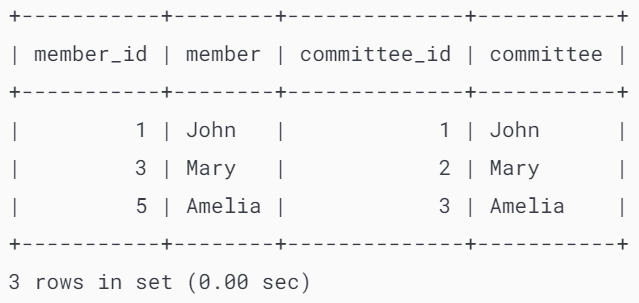 +-----------+--------+--------------+-----------+
| member_id | member | committee_id | committee |
+-----------+--------+--------------+-----------+
|         1 | John   |            1 | John      |
|         3 | Mary   |            2 | Mary      |
|         5 | Amelia |            3 | Amelia    |
+-----------+--------+--------------+-----------+
3 rows in set (0.00 sec)